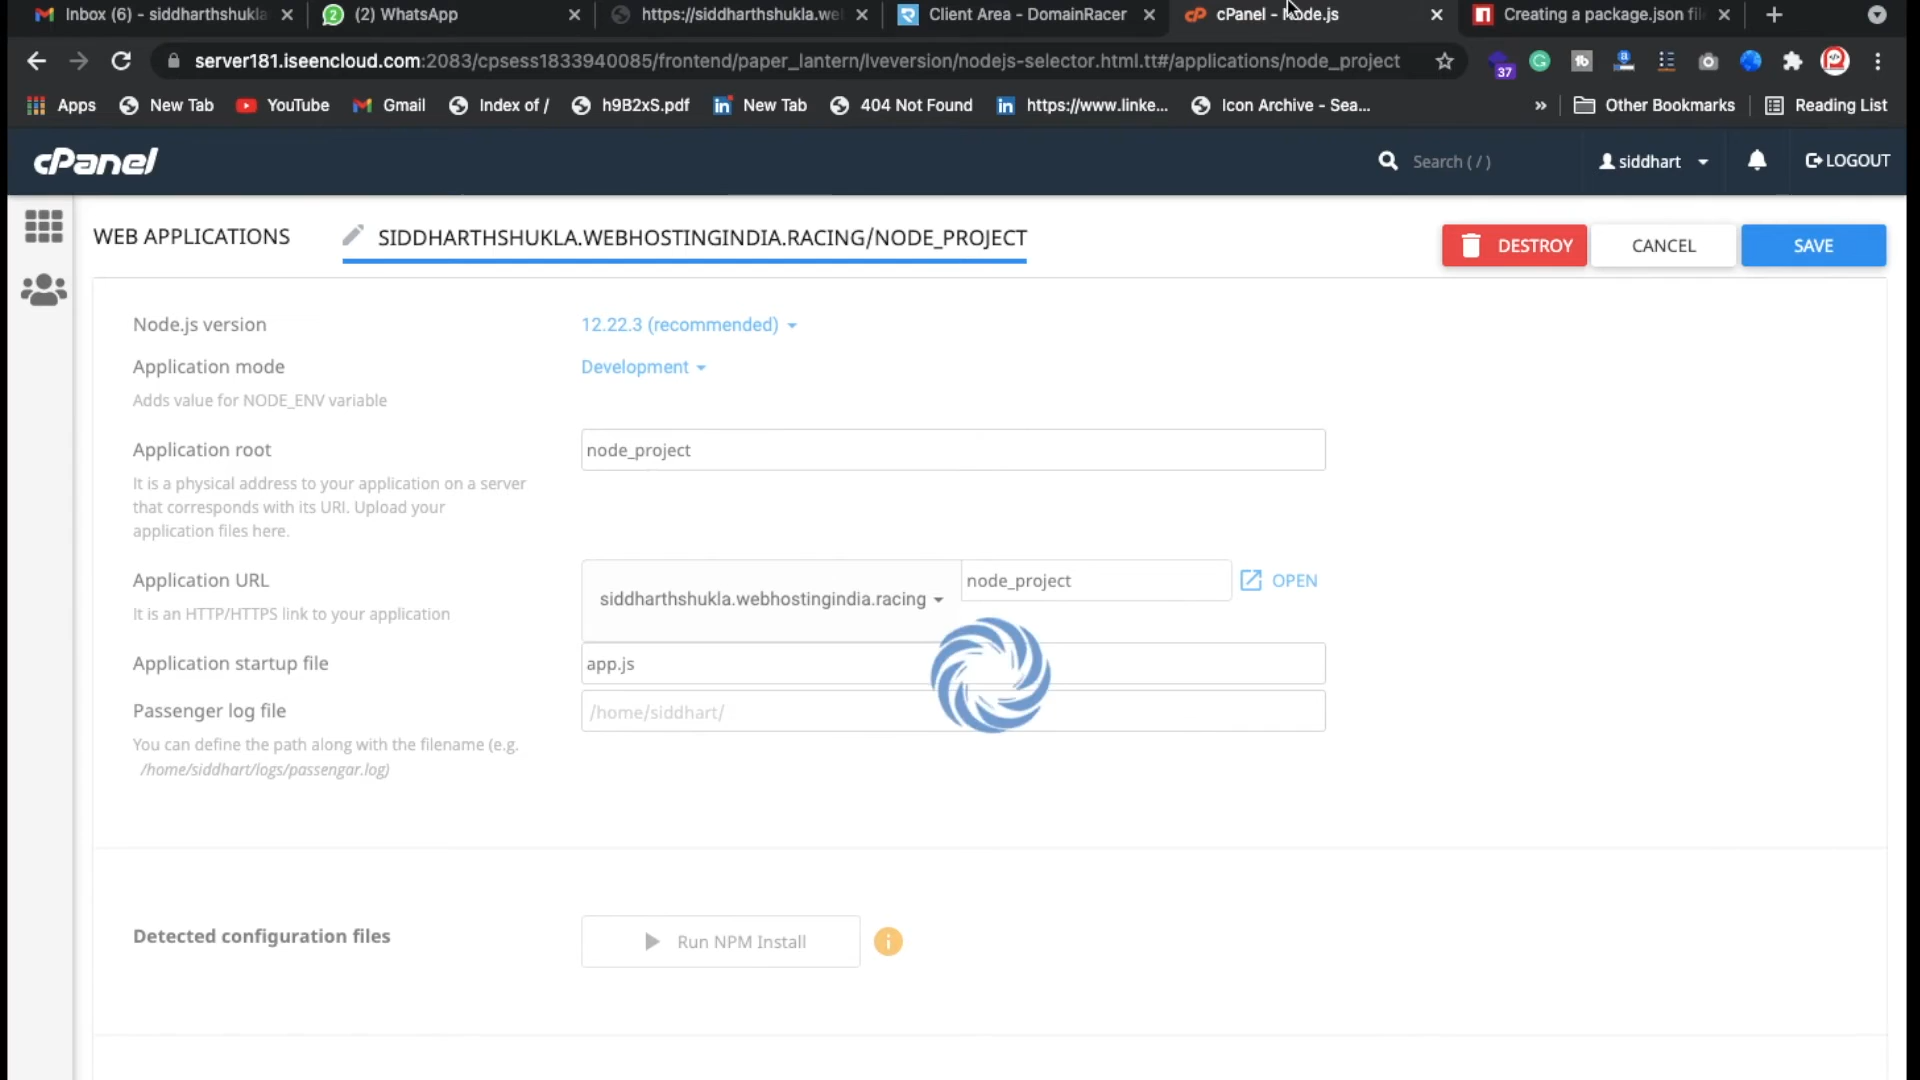 Inbox (6) - siddharthshukla
2 (2) WhatsApp
https://siddharthshukla.we
Client Area - DomainRacer
cPanel - Node.js
Creating a package.json fil
server181.iseencloud.com:2083/cpsess1833940085/frontend/paper_lantern/lveversion/nodejs-selector.html.tt#/applications/node_project
37
Apps
New Tab
YouTube
Gmail
Index of /
h9B2xS.pdf
New Tab
404 Not Found
https://www.linke...
Icon Archive - Sea...
»
Other Bookmarks
Reading List
cPanel
Search ( / )
siddhart
LOGOUT
WEB APPLICATIONS
SIDDHARTHSHUKLA.WEBHOSTINGINDIA.RACING/NODE_PROJECT
DESTROY
CANCEL
SAVE
Node.js version
12.22.3 (recommended)
Application mode
Development
Adds value for NODE_ENV variable
Application root
node_project
It is a physical address to your application on a server
that corresponds with its URI. Upload your
application files here.
Application URL
siddharthshukla.webhostingindia.racing
node_project
OPEN
It is an HTTP/HTTPS link to your application
Application startup file
app.js
Passenger log file
/home/siddhart/
You can define the path along with the filename (e.g.
/home/siddhart/logs/passengar.log)
Detected configuration files
Run NPM Install